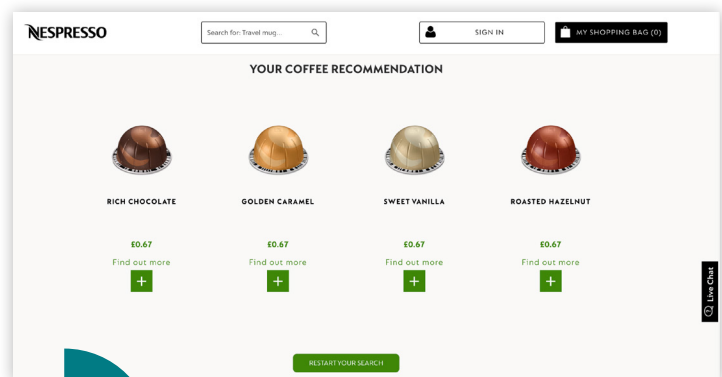 NESPRESSO
Search for: Travel mug...
SIGN IN
MY SHOPPING BAG (0)
YOUR COFFEE RECOMMENDATION
RICH CHOCOLATE
GOLDEN CARAMEL
SWEET VANILLA
ROASTED HAZELNUT
£0.67
£0.67
£0.67
£0.67
Find out more
Find out more
Find out more
Find out more
+
+
+
+
Live Chat
RESTART YOUR SEARCH